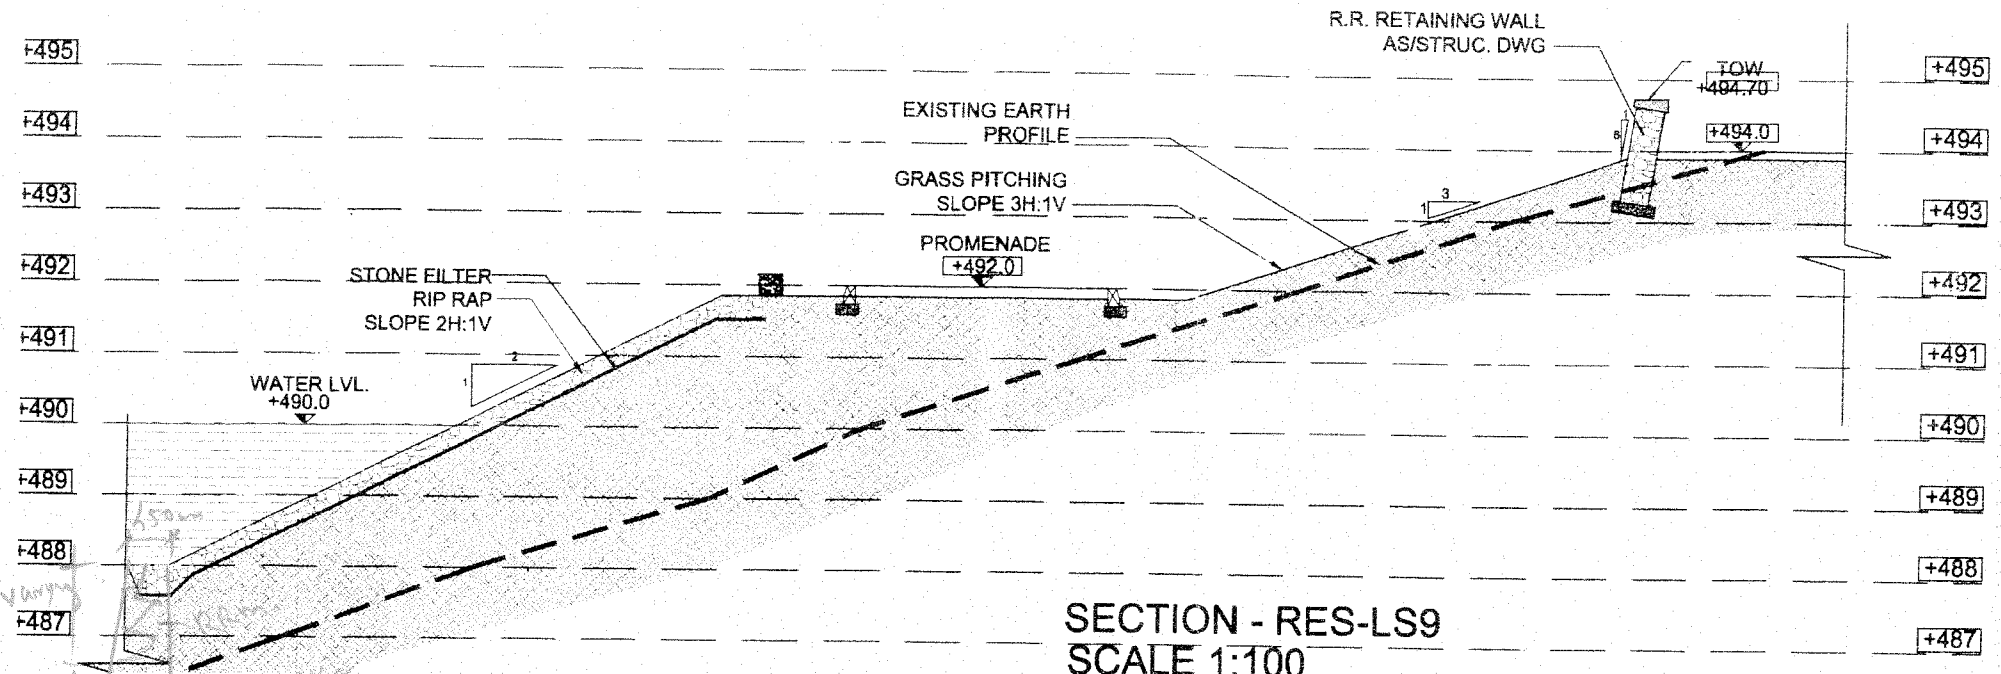 R.R. RETAINING WALL
AS/STRUC. DWG
TOW
+494.70
+494.0
8
EXISTING EARTH
PROFILE
GRASS PITCHING
SLOPE 3H:1V
3
1
PROMENADE
+492.0
STONE FILTER
RIP RAP
SLOPE 2H:1V
2
1
WATER LVL.
+490.0
+495
+494
+493
+492
+491
+490
+489
+488
+487
+495
+494
+493
+492
+491
+490
+489
+488
+487
SECTION - RES-LS9
SCALE 1:100